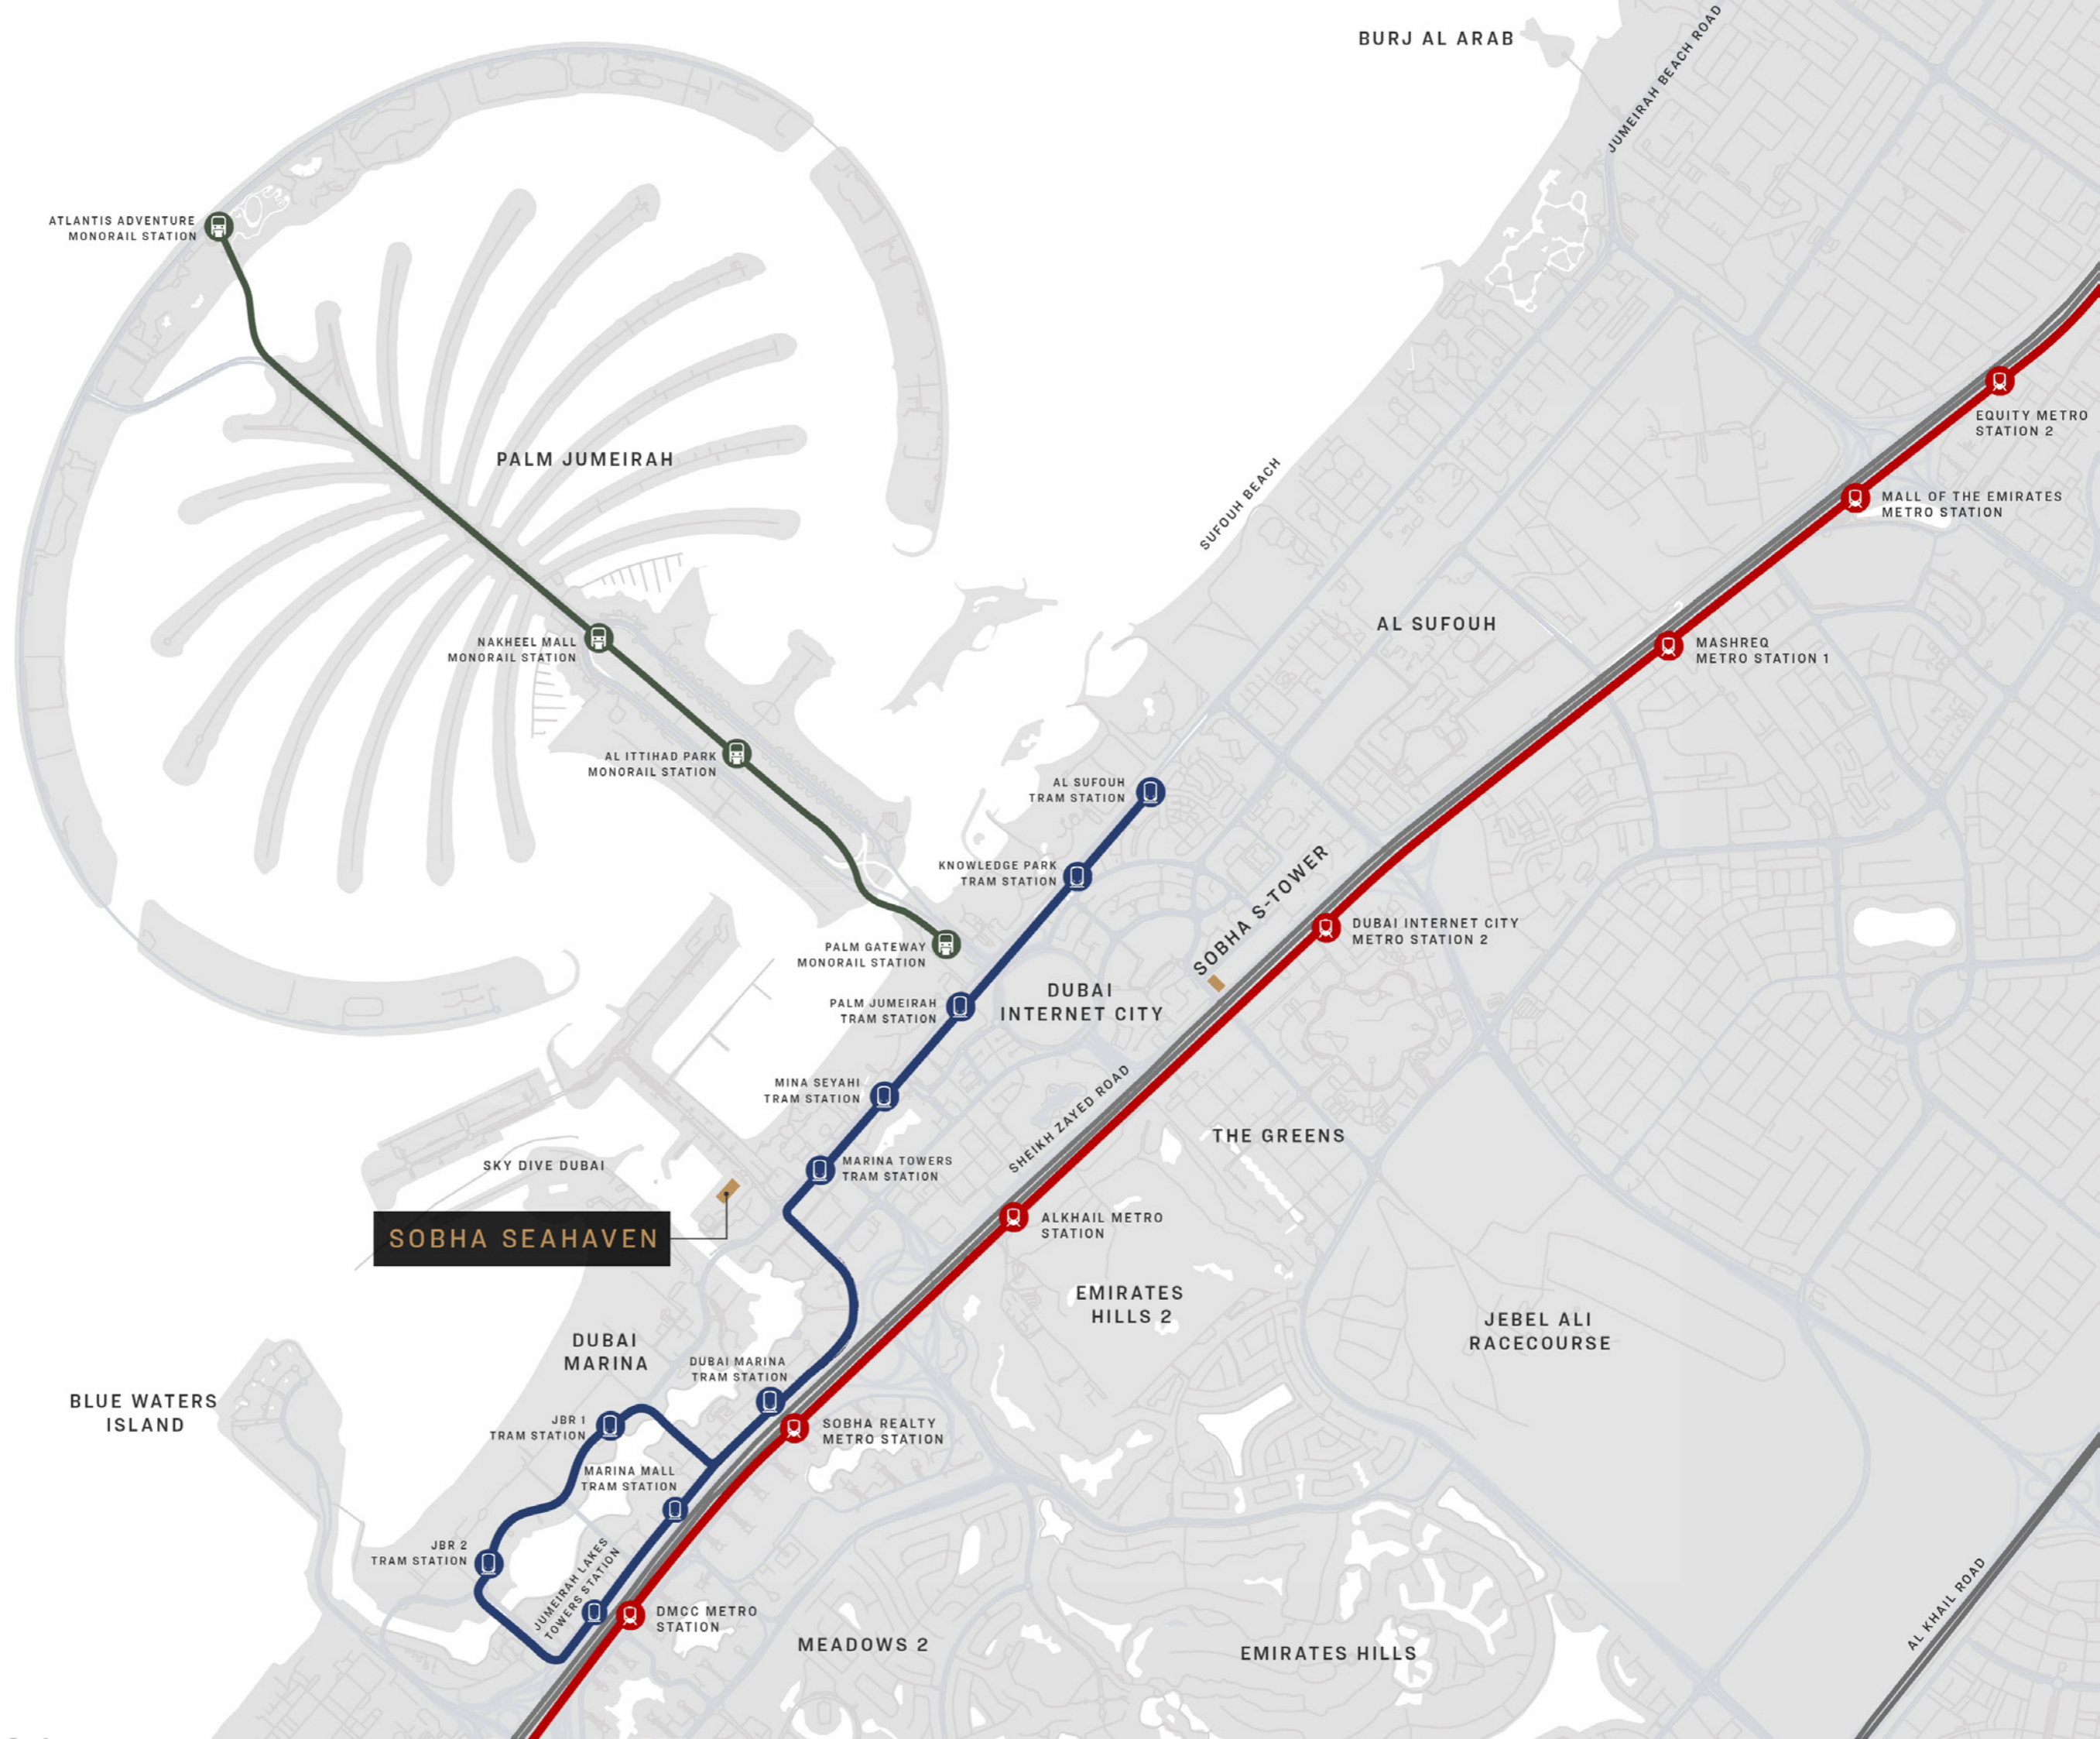 BURJ AL ARAB
JUMEIRAH BEACH ROAD
ATLANTIS ADVENTURE
MONORAIL STATION
EQUITY METRO
STATION 2
PALM JUMEIRAH
SUFOUH BEACH
MALL OF THE EMIRATES
METRO STATION
AL SUFOUH
NAKHEEL MALL
MONORAIL STATION
MASHREQ
METRO STATION 1
AL ITTIHAD PARK
MONORAIL STATION
AL SUFOUH
TRAM STATION
KNOWLEDGE PARK
TRAM STATION
SOBHA S-TOWER
DUBAI INTERNET CITY
METRO STATION 2
PALM GATEWAY
MONORAIL STATION
PALM JUMEIRAH
TRAM STATION
DUBAI
INTERNET CITY
MINA SEYAHI
TRAM STATION
SHEIKH ZAYED ROAD
THE GREENS
SKY DIVE DUBAI
MARINA TOWERS
TRAM STATION
SOBHA SEAHAVEN
ALKHAIL METRO
STATION
EMIRATES
HILLS 2
JEBEL ALI
RACECOURSE
DUBAI
MARINA
DUBAI MARINA
TRAM STATION
BLUE WATERS
ISLAND
JBR 1
TRAM STATION
SOBHA REALTY
METRO STATION
MARINA MALL
TRAM STATION
JBR 2
TRAM STATION
JUMEIRAH LAKES
TOWERS STATION
DMCC METRO
STATION
MEADOWS 2
EMIRATES HILLS
AL KHAIL ROAD